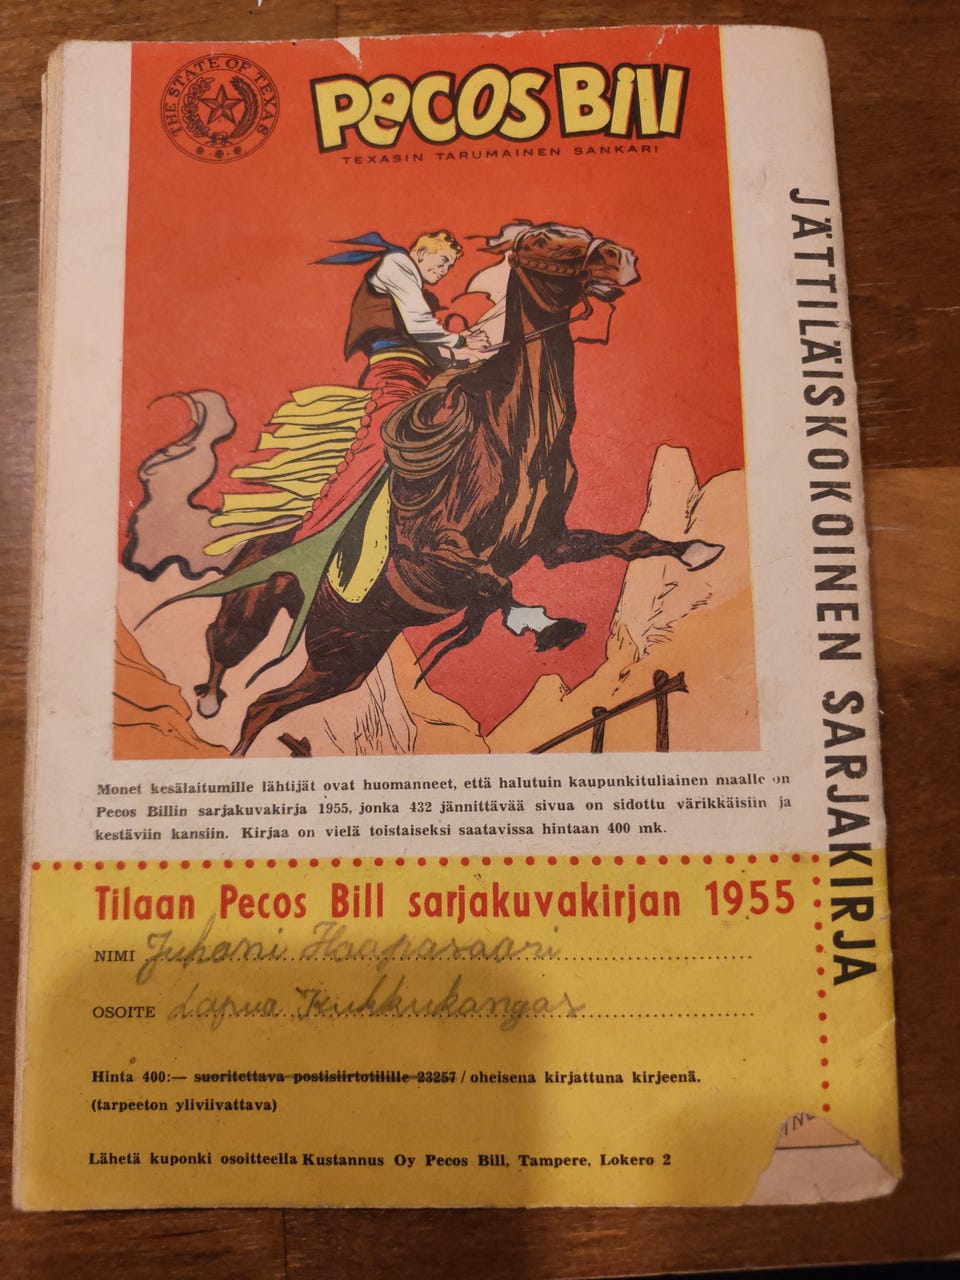 THE STATE OF TEXAS
PECOS BILL
TEXASIN TARUMAINEN SANKARI
JÄTTILÄISKOKOINEN SARJAKIRJA
Monet kesälaitumille lähtijät ovat huomanneet, että halutuin kaupunkituliainen maalle on
Pecos Billin sarjakuvakirja 1955, jonka 432 jännittävää sivua on sidottu värikkäisiin ja
kestäviin kansiin. Kirjaa on vielä toistaiseksi saatavissa hintaan 400 mk.
Tilaan Pecos Bill sarjakuvakirjan 1955
NIMI Juhani Haapasaari
OSOITE Lapua Kukkukangas
Hinta 400:— suoritettava postisiirtotilille 23257 / oheisena kirjattuna kirjeenä.
(tarpeeton yliviivattava)
Lähetä kuponki osoitteella Kustannus Oy Pecos Bill, Tampere, Lokero 2